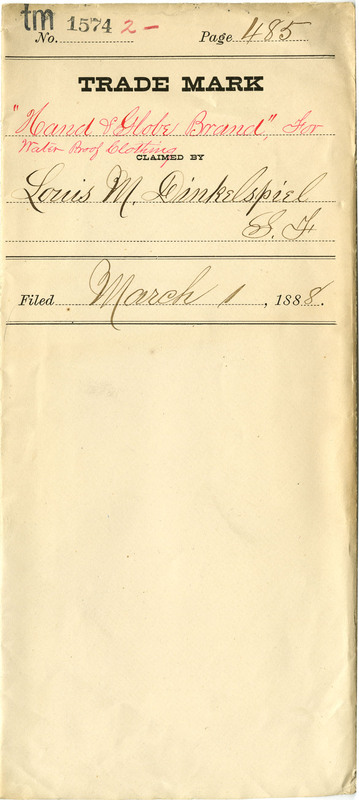 tm
No. 1574 2- Page 485
TRADE MARK
"Hand & Globe Brand", For
Water Proof Clothing
CLAIMED BY
Louis M. Dinkelspiel
S. F
Filed March 1, 1888.